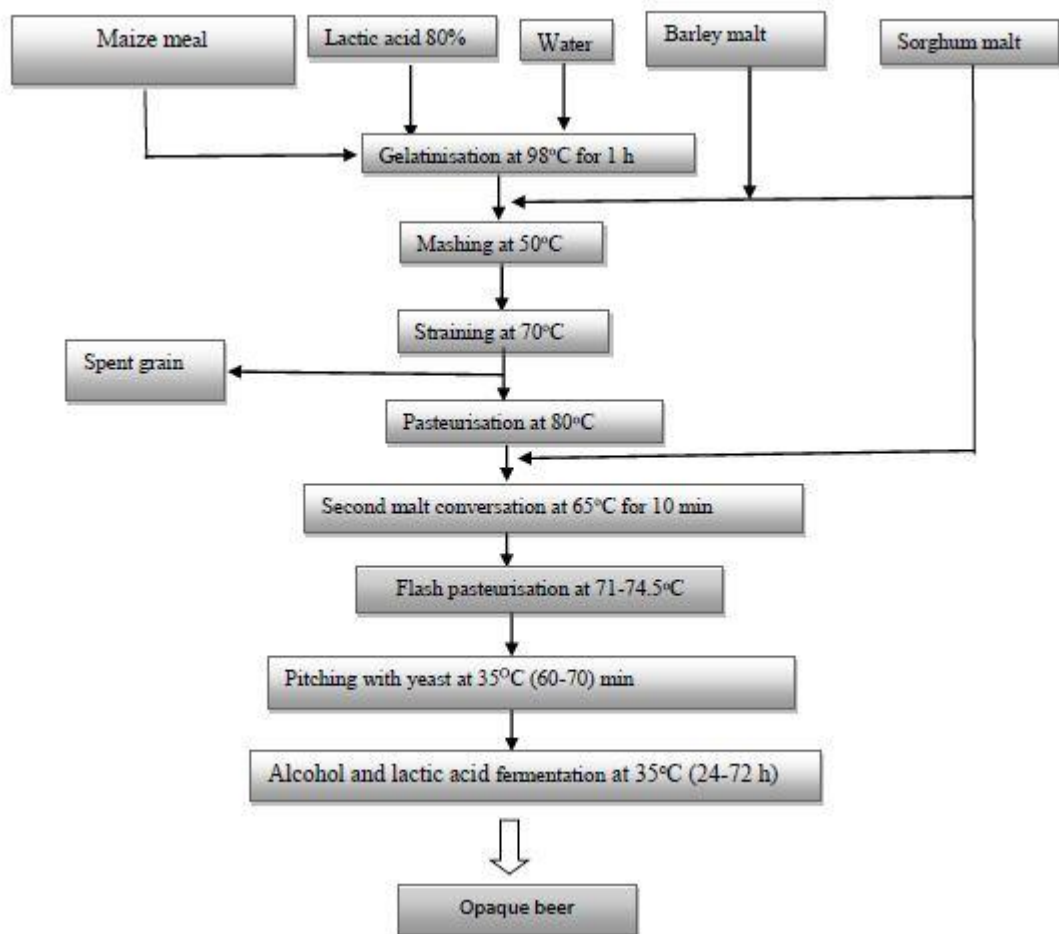 Maize meal
Lactic acid 80%
Water
Barley malt
Sorghum malt
Gelatinisation at 98°C for 1 h
Mashing at 50°C
Straining at 70°C
Spent grain
Pasteurisation at 80°C
Second malt conversation at 65°C for 10 min
Flash pasteurisation at 71-74.5°C
Pitching with yeast at 35°C (60-70) min
Alcohol and lactic acid fermentation at 35°C (24-72 h)
Opaque beer